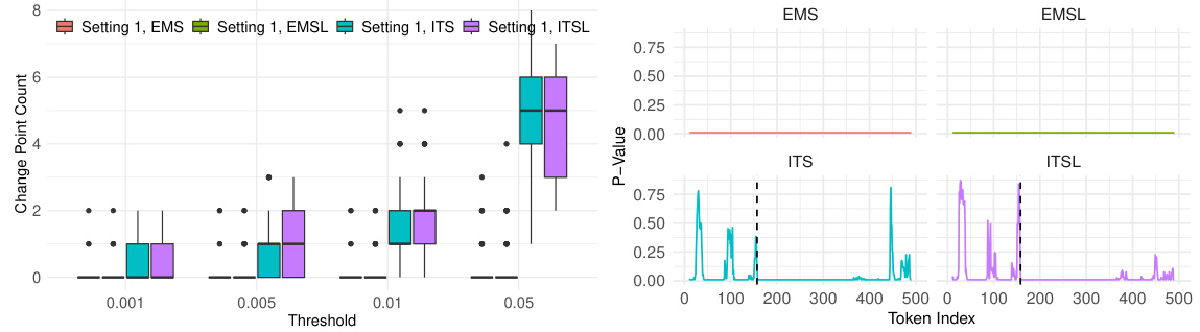 8
Setting 1, EMS Setting 1, EMSL Setting 1, ITS Setting 1, ITSL
6
4
2
0
Change Point Count
0.001 0.005 0.01 0.05
Threshold
EMS EMSL
0.75
0.50
0.25
0.00
P-Value
ITS ITSL
0.75
0.50
0.25
0.00
0 100 200 300 400 500 0 100 200 300 400 500
Token Index